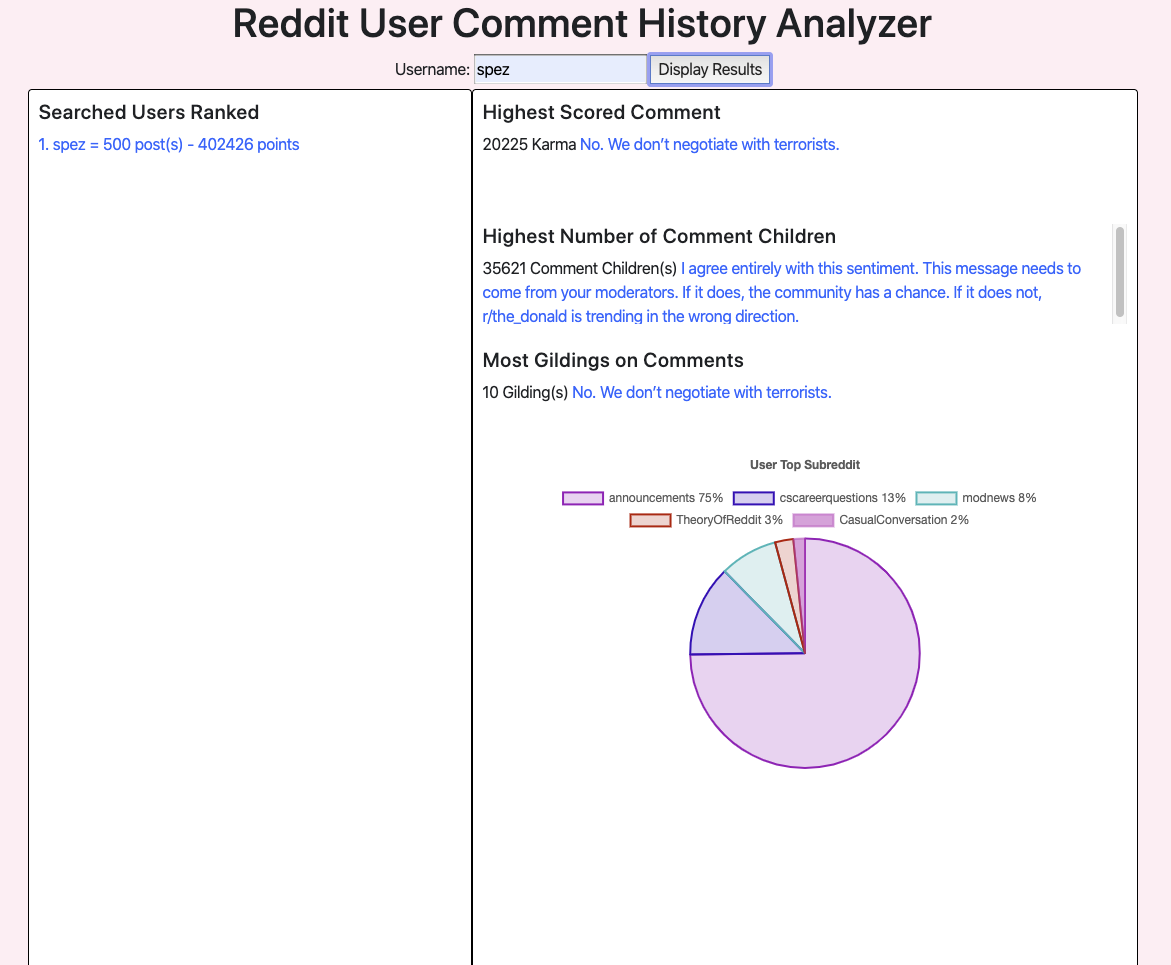 Reddit User Comment History Analyzer
Username: spez Display Results
Searched Users Ranked
1. spez = 500 post(s) - 402426 points
Highest Scored Comment
20225 Karma No. We don’t negotiate with terrorists.
Highest Number of Comment Children
35621 Comment Children(s) I agree entirely with this sentiment. This message needs to
come from your moderators. If it does, the community has a chance. If it does not,
r/the_donald is trending in the wrong direction.
Most Gildings on Comments
10 Gilding(s) No. We don’t negotiate with terrorists.
User Top Subreddit
announcements 75% cscareerquestions 13% modnews 8%
TheoryOfReddit 3% CasualConversation 2%